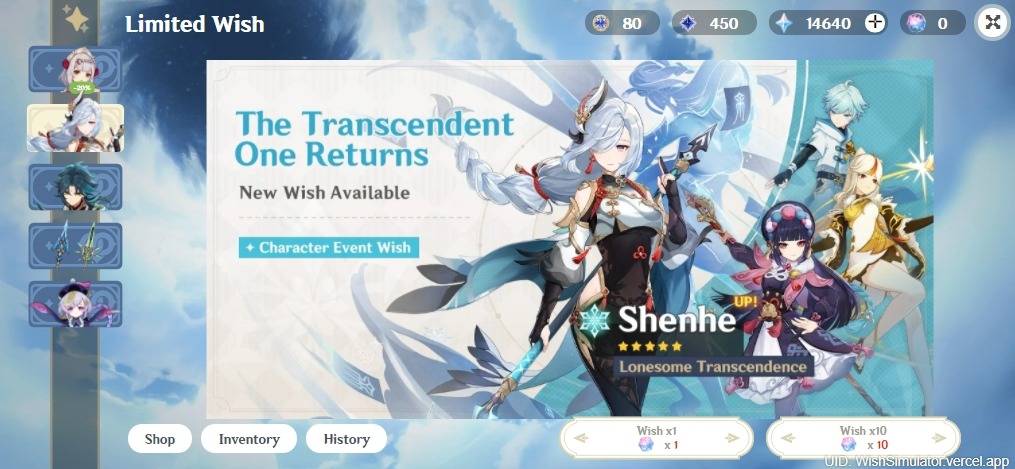 Limited Wish
80
450
14640
0
-20%
The Transcendent
One Returns
New Wish Available
Character Event Wish
UP!
Shenhe
Lonesome Transcendence
Shop
Inventory
History
Wish x1
x 1
Wish x10
x 10
UID: WishSimulator.vercel.app